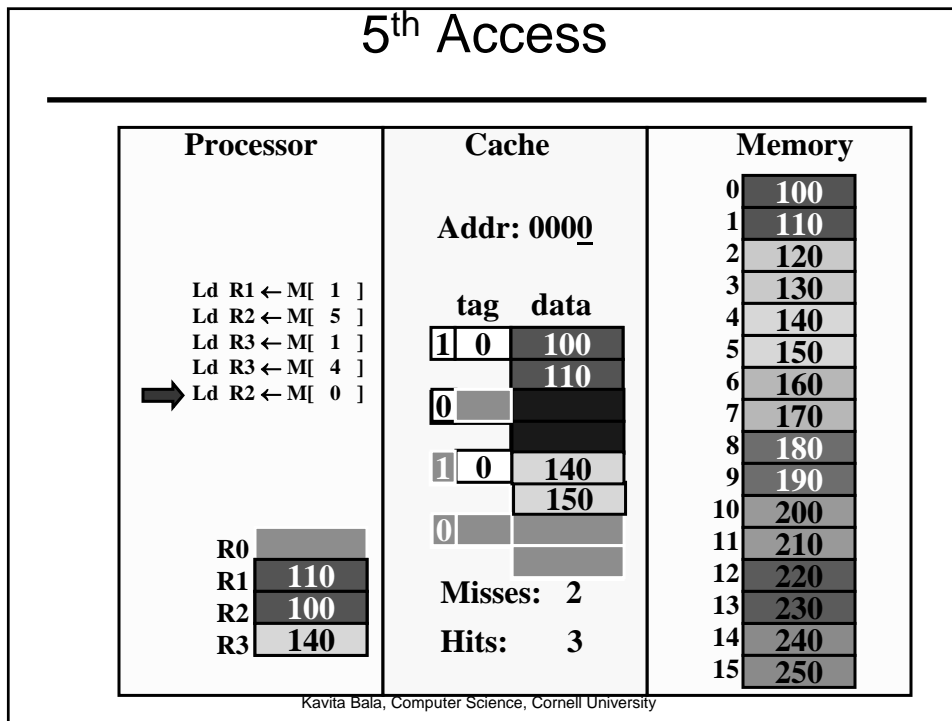 5th Access
Processor
Ld R1 ← M[ 1 ]
Ld R2 ← M[ 5 ]
Ld R3 ← M[ 1 ]
Ld R3 ← M[ 4 ]
Ld R2 ← M[ 0 ]
R0
R1 110
R2 100
R3 140
Cache
Addr: 0000
tag data
1 0 100
110
0
1 0 140
150
0
Misses: 2
Hits: 3
Memory
0 100
1 110
2 120
3 130
4 140
5 150
6 160
7 170
8 180
9 190
10 200
11 210
12 220
13 230
14 240
15 250
Kavita Bala, Computer Science, Cornell University